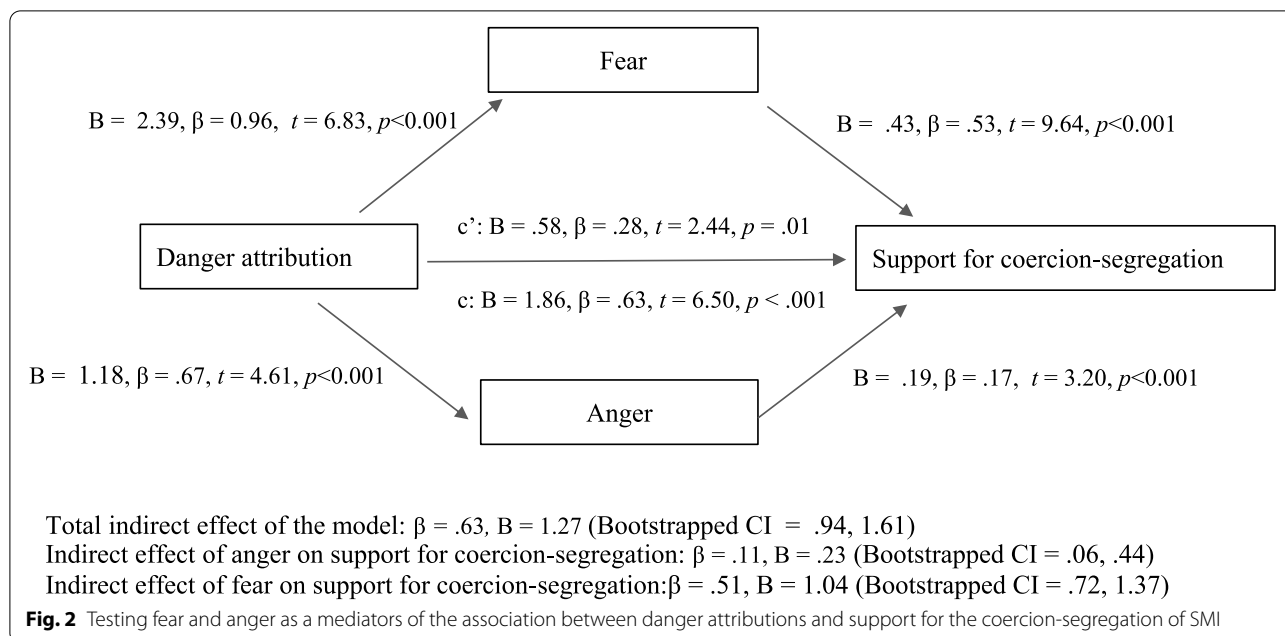 Fear
B = 2.39, β = 0.96, t = 6.83, p<0.001
B = .43, β = .53, t = 9.64, p<0.001
c’: B = .58, β = .28, t = 2.44, p = .01
Danger attribution
Support for coercion-segregation
c: B = 1.86, β = .63, t = 6.50, p < .001
B = 1.18, β = .67, t = 4.61, p<0.001
B = .19, β = .17, t = 3.20, p<0.001
Anger
Total indirect effect of the model: β = .63, B = 1.27 (Bootstrapped CI = .94, 1.61)
Indirect effect of anger on support for coercion-segregation: β = .11, B = .23 (Bootstrapped CI = .06, .44)
Indirect effect of fear on support for coercion-segregation:β = .51, B = 1.04 (Bootstrapped CI = .72, 1.37)
Fig. 2 Testing fear and anger as a mediators of the association between danger attributions and support for the coercion-segregation of SMI